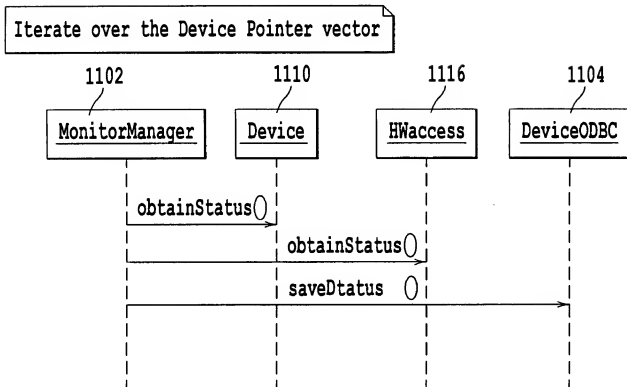 Iterate over the Device Pointer vector
1102 1110 1116 1104
MonitorManager Device HWaccess DeviceODBC
obtainStatus()
obtainStatus()
saveDtatus ()